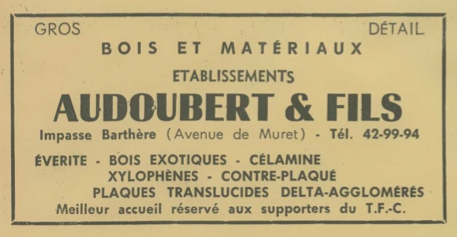 GROS DÉTAIL
BOIS ET MATÉRIAUX
ETABLISSEMENTS
AUDOUBERT & FILS
Impasse Barthère (Avenue de Muret) - Tél. 42-99-94
ÉVERITE - BOIS EXOTIQUES - CÉLAMINE
XYLOPHÈNES - CONTRE-PLAQUÉ
PLAQUES TRANSLUCIDES DELTA-AGGLOMÉRÉS
Meilleur accueil réservé aux supporters du T.F.-C.